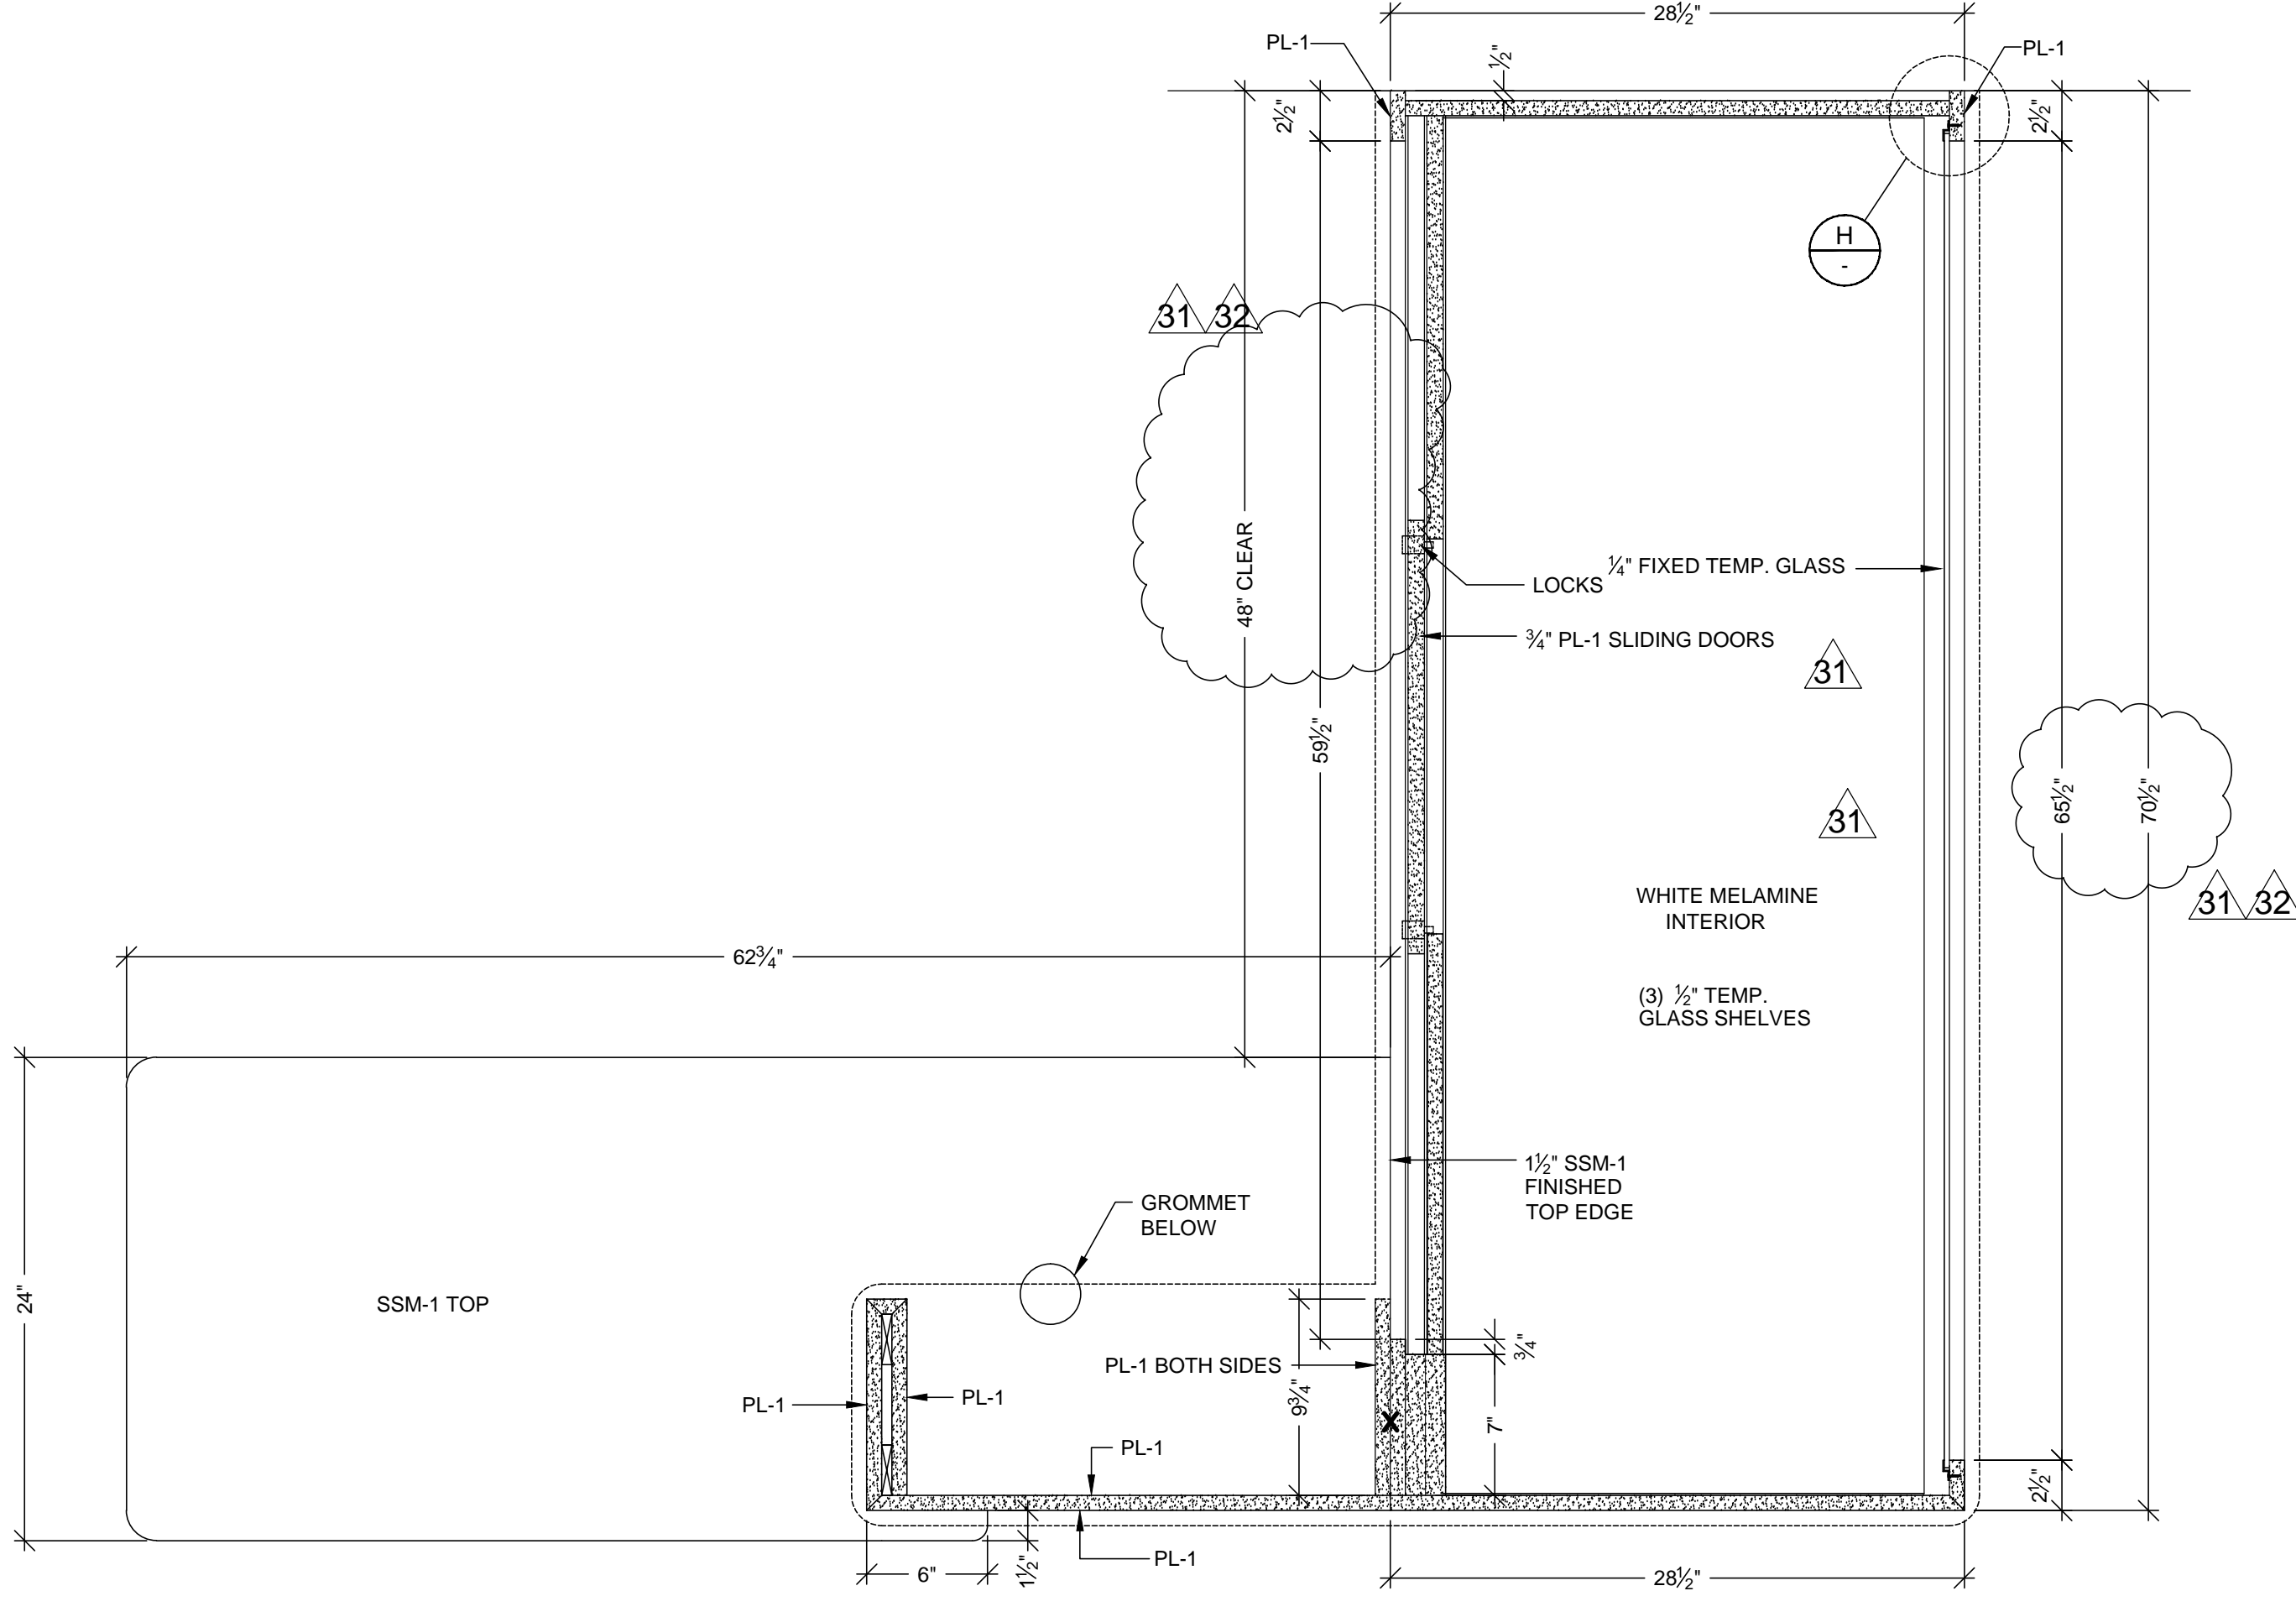 28½"
PL-1
PL-1
½"
2½"
2½"
H
-
31 32
48" CLEAR
¼" FIXED TEMP. GLASS
LOCKS
¾" PL-1 SLIDING DOORS
31
59½"
65½"
70½"
31
31 32
WHITE MELAMINE
INTERIOR
62¾"
(3) ½" TEMP.
GLASS SHELVES
1½" SSM-1
FINISHED
TOP EDGE
GROMMET
BELOW
24"
SSM-1 TOP
¾"
PL-1 BOTH SIDES
9¾"
PL-1
PL-1
7"
X
PL-1
2½"
PL-1
6"
1½"
28½"